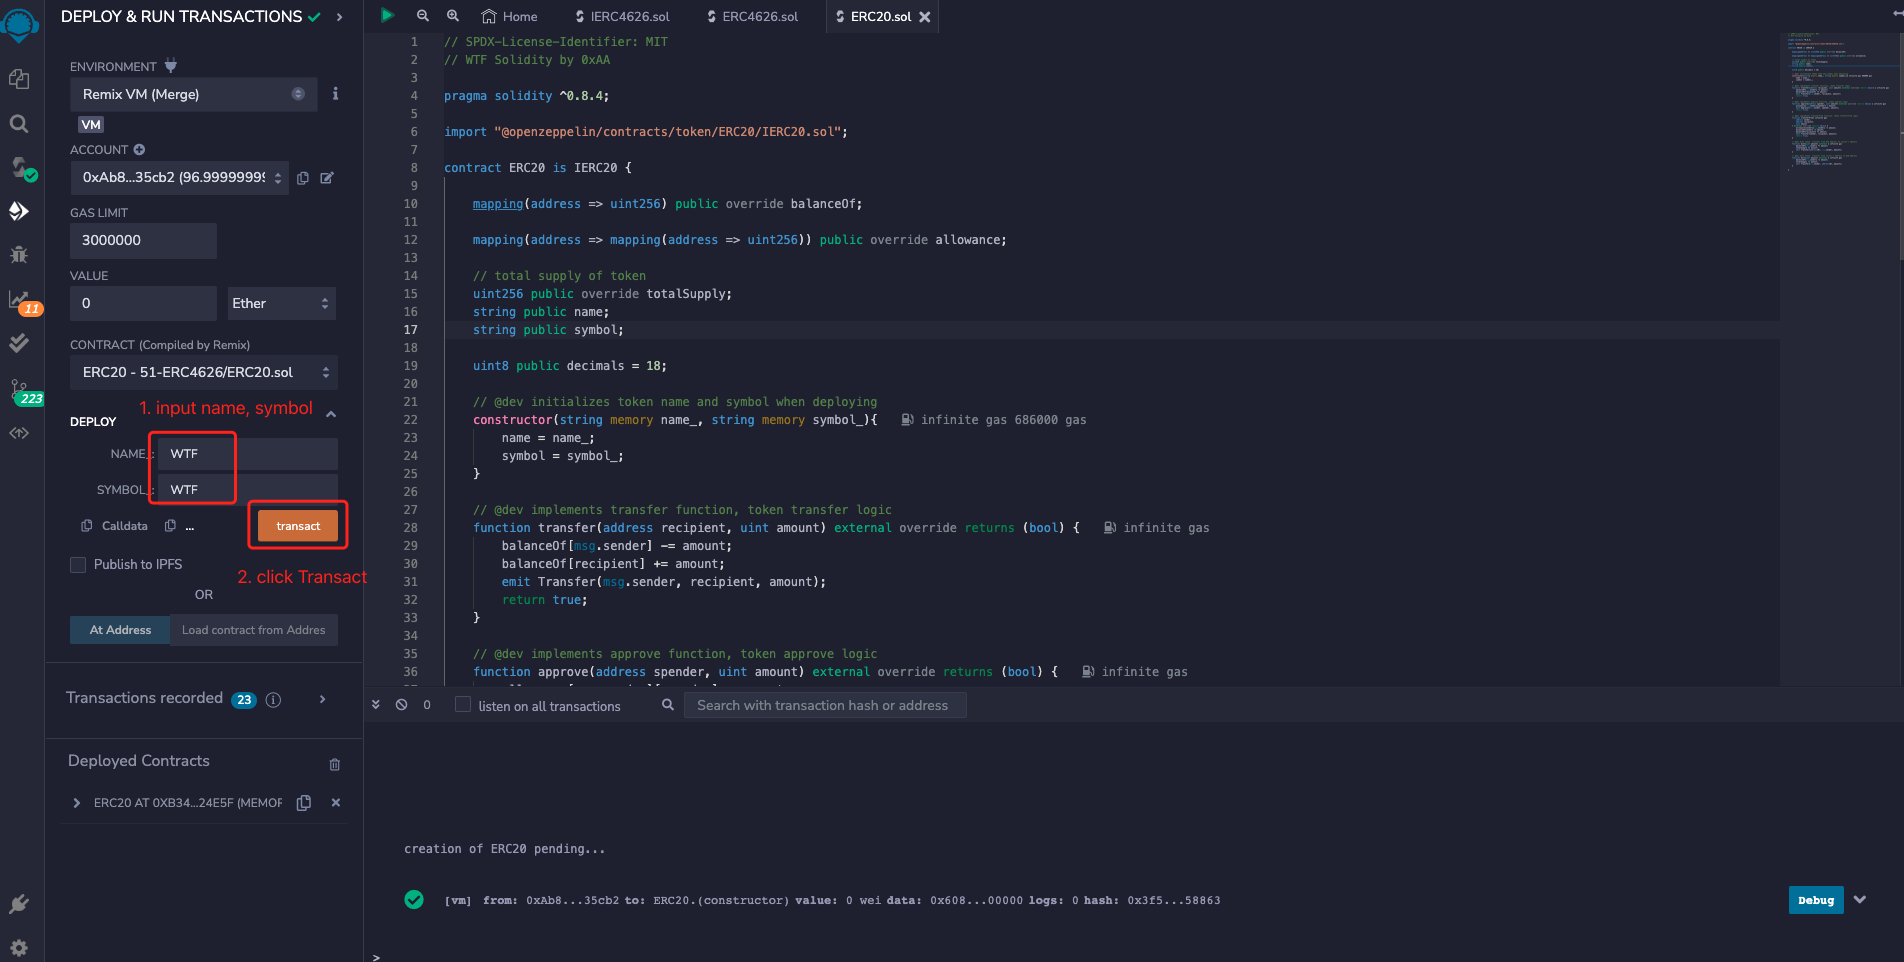 DEPLOY & RUN TRANSACTIONS
ENVIRONMENT
Remix VM (Merge)
VM
ACCOUNT
0xAb8...35cb2 (96.99999999
GAS LIMIT
3000000
VALUE
0
Ether
CONTRACT (Compiled by Remix)
ERC20 - 51-ERC4626/ERC20.sol
1. input name, symbol
DEPLOY
NAME_: WTF
SYMBOL_: WTF
Calldata
...
transact
Publish to IPFS
2. click Transact
OR
At Address
Load contract from Addres
Transactions recorded 23
Deployed Contracts
ERC20 AT 0XB34...24E5F (MEMOR
11
223
Home
IERC4626.sol
ERC4626.sol
ERC20.sol
1 // SPDX-License-Identifier: MIT
2 // WTF Solidity by 0xAA
3
4 pragma solidity ^0.8.4;
5
6 import "@openzeppelin/contracts/token/ERC20/IERC20.sol";
7
8 contract ERC20 is IERC20 {
9
10 mapping(address => uint256) public override balanceOf;
11
12 mapping(address => mapping(address => uint256)) public override allowance;
13
14 // total supply of token
15 uint256 public override totalSupply;
16 string public name;
17 string public symbol;
18
19 uint8 public decimals = 18;
20
21 // @dev initializes token name and symbol when deploying
22 constructor(string memory name_, string memory symbol_){ infinite gas 686000 gas
23 name = name_;
24 symbol = symbol_;
25 }
26
27 // @dev implements transfer function, token transfer logic
28 function transfer(address recipient, uint amount) external override returns (bool) { infinite gas
29 balanceOf[msg.sender] -= amount;
30 balanceOf[recipient] += amount;
31 emit Transfer(msg.sender, recipient, amount);
32 return true;
33 }
34
35 // @dev implements approve function, token approve logic
36 function approve(address spender, uint amount) external override returns (bool) { infinite gas
0
listen on all transactions
Search with transaction hash or address
creation of ERC20 pending...
[vm] from: 0xAb8...35cb2 to: ERC20.(constructor) value: 0 wei data: 0x608...00000 logs: 0 hash: 0x3f5...58863
Debug
>